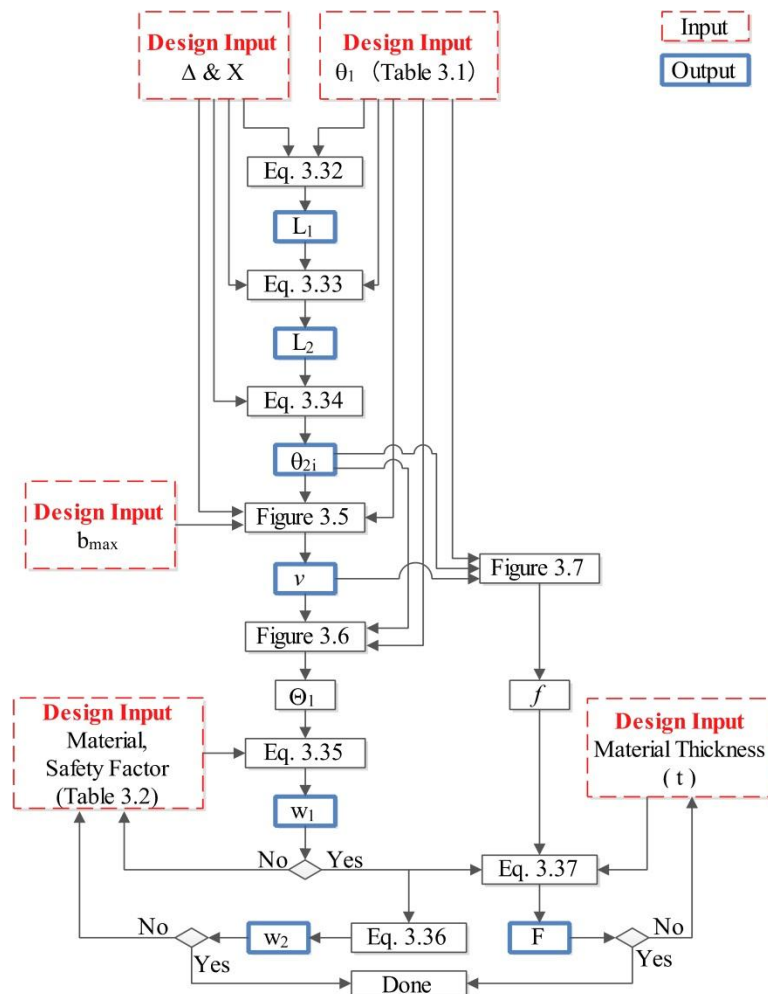 Design Input
Δ & X
Design Input
θ1 (Table 3.1)
Input
Output
Eq. 3.32
L1
Eq. 3.33
L2
Eq. 3.34
θ2i
Design Input
bmax
Figure 3.5
v
Figure 3.7
Figure 3.6
Θ1
f
Design Input
Material,
Safety Factor
(Table 3.2)
Eq. 3.35
Design Input
Material Thickness
( t )
w1
No
Yes
Eq. 3.37
No
w2
Eq. 3.36
F
No
Yes
Done
Yes